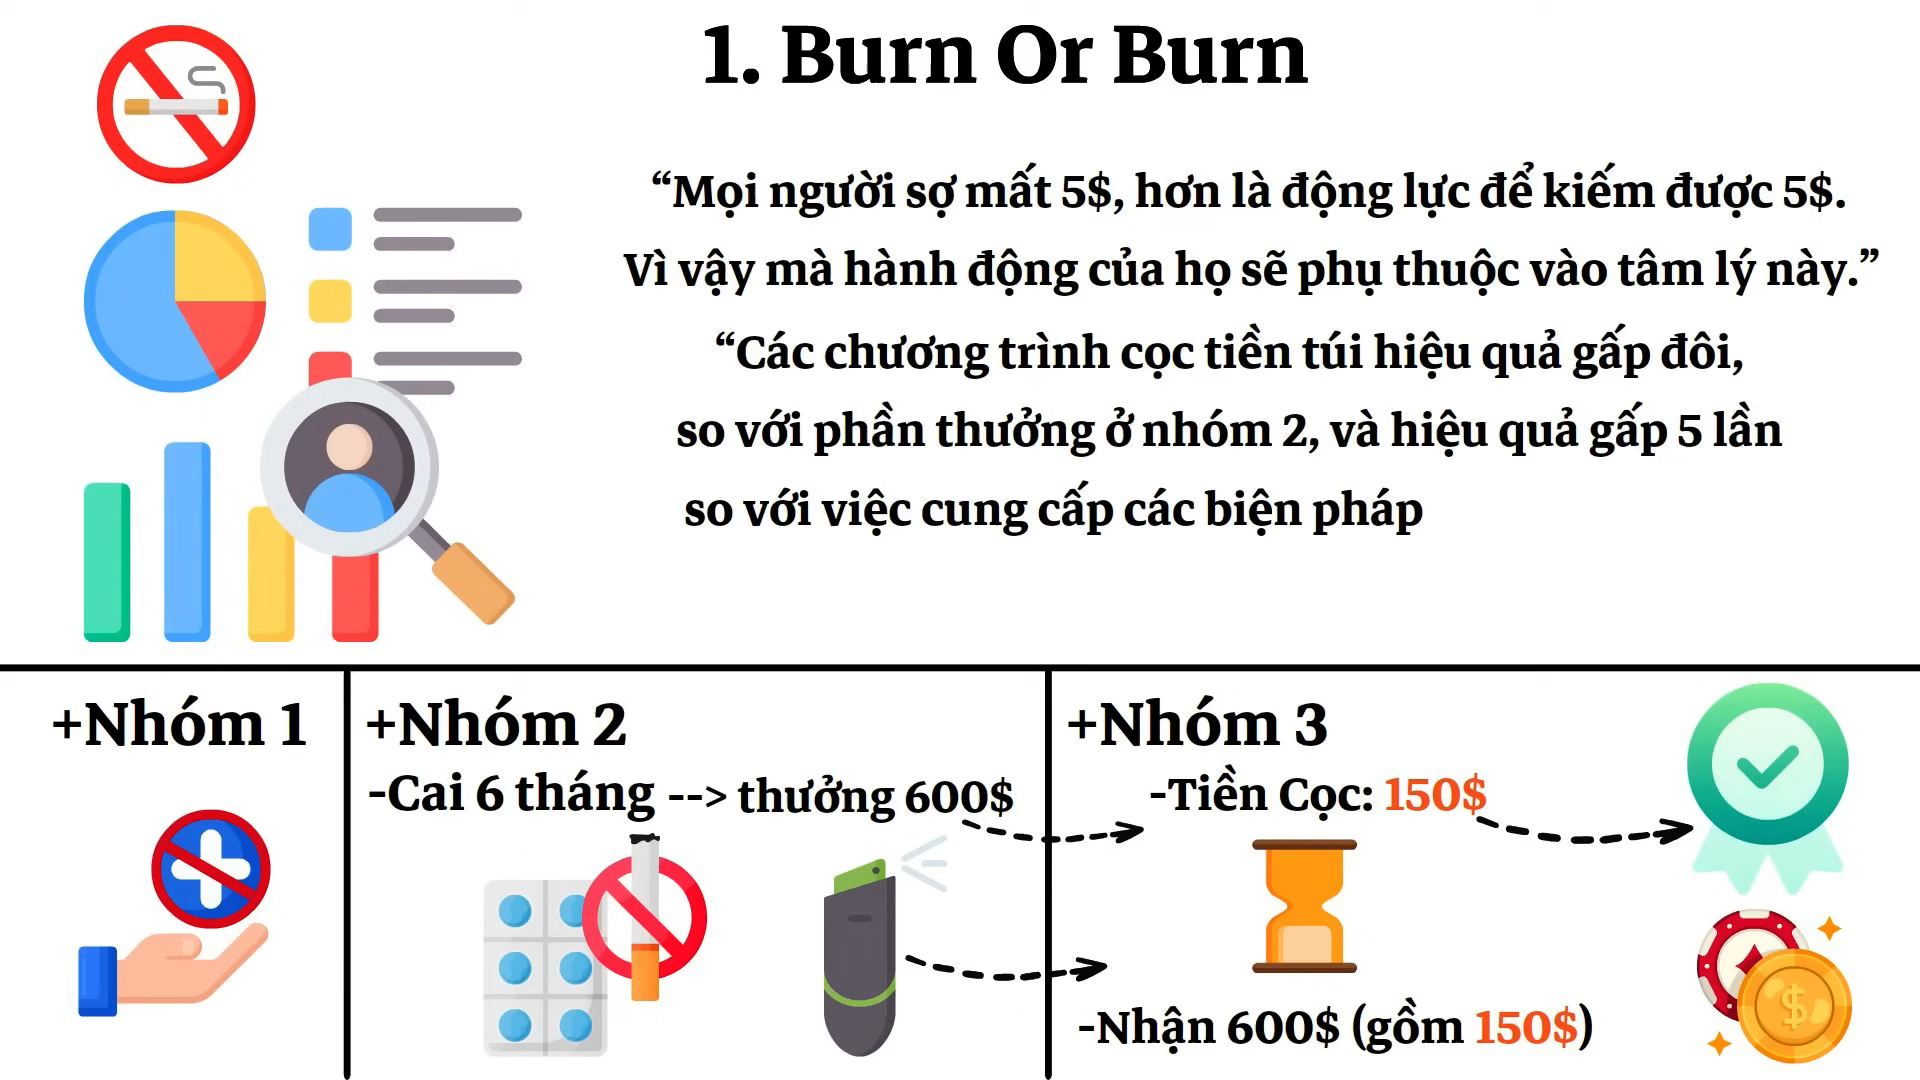 1. Burn Or Burn
“Mọi người sợ mất 5$, hơn là động lực để kiếm được 5$.
Vì vậy mà hành động của họ sẽ phụ thuộc vào tâm lý này.”
“Các chương trình cọc tiền túi hiệu quả gấp đôi,
so với phần thưởng ở nhóm 2, và hiệu quả gấp 5 lần
so với việc cung cấp các biện pháp
+Nhóm 1
+Nhóm 2
-Cai 6 tháng --> thưởng 600$
+Nhóm 3
-Tiền Cọc: 150$
-Nhận 600$ (gồm 150$)